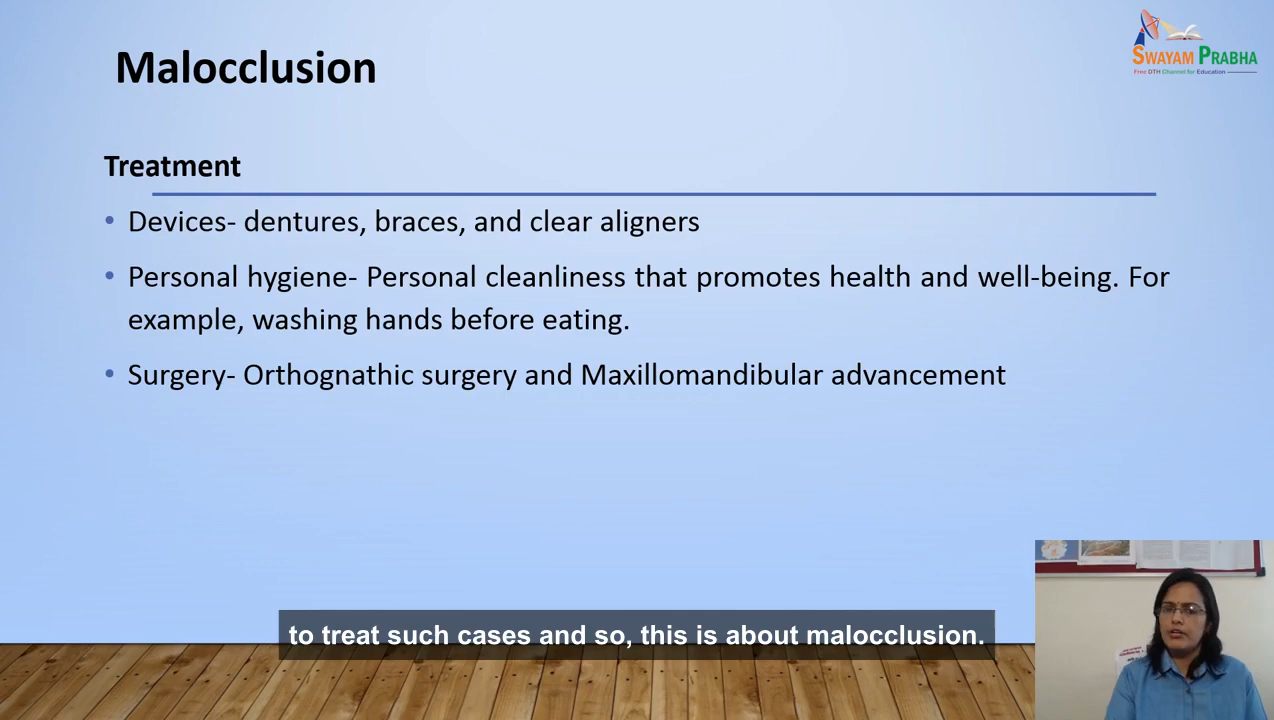 Malocclusion
SWAYAM PRABHA
Free DTH Channel for Education
Treatment
• Devices- dentures, braces, and clear aligners
• Personal hygiene- Personal cleanliness that promotes health and well-being. For
example, washing hands before eating.
• Surgery- Orthognathic surgery and Maxillomandibular advancement
to treat such cases and so, this is about malocclusion.